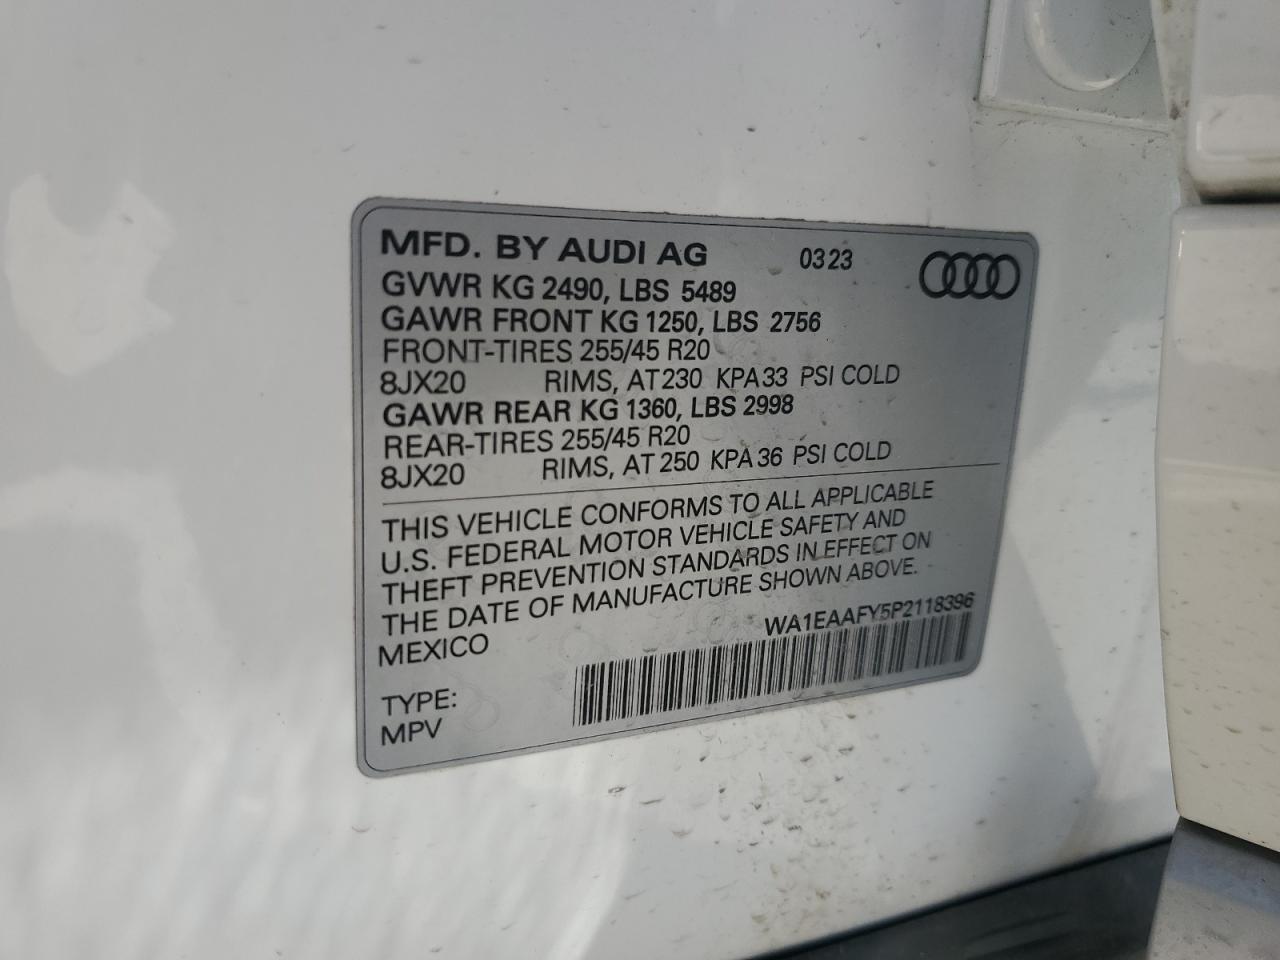 MFD. BY AUDI AG 03 23
GVWR KG 2490, LBS 5489
GAWR FRONT KG 1250, LBS 2756
FRONT-TIRES 255/45 R20
8JX20 RIMS, AT 230 KPA 33 PSI COLD
GAWR REAR KG 1360, LBS 2998
REAR-TIRES 255/45 R20
8JX20 RIMS, AT 250 KPA 36 PSI COLD
THIS VEHICLE CONFORMS TO ALL APPLICABLE
U.S. FEDERAL MOTOR VEHICLE SAFETY AND
THEFT PREVENTION STANDARDS IN EFFECT ON
THE DATE OF MANUFACTURE SHOWN ABOVE.
MEXICO WA1EAAFY5P2118396
TYPE:
MPV